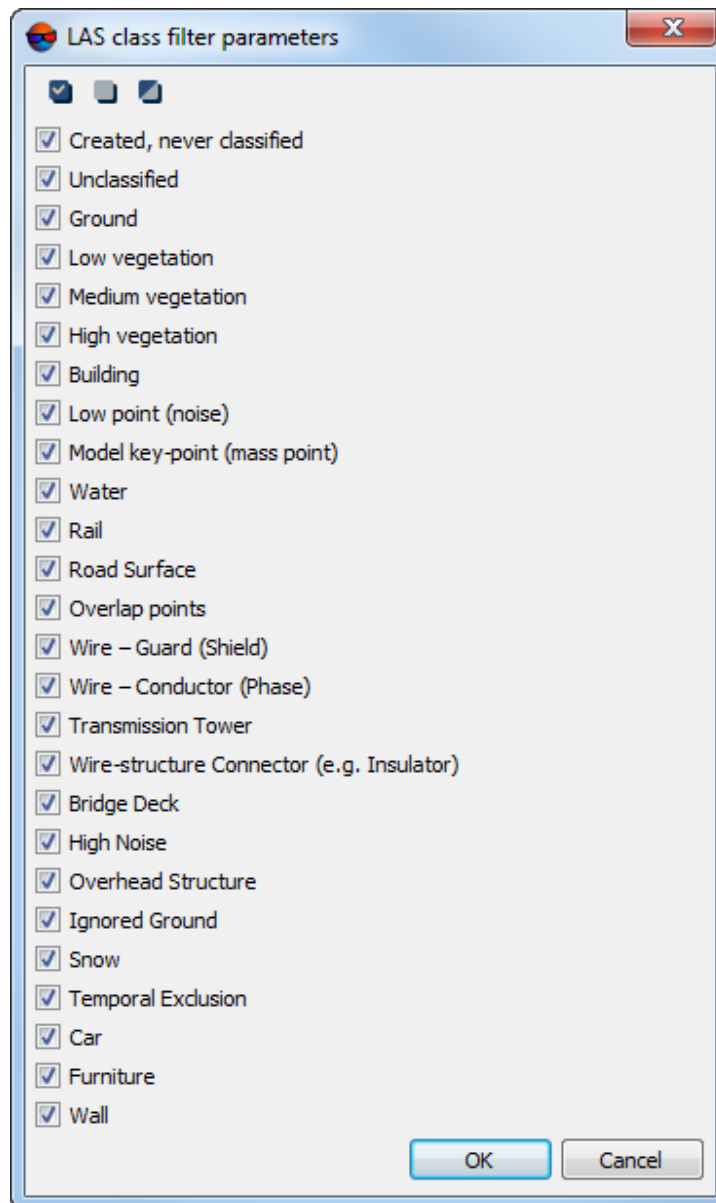 LAS class filter parameters
Created, never classified
Unclassified
Ground
Low vegetation
Medium vegetation
High vegetation
Building
Low point (noise)
Model key-point (mass point)
Water
Rail
Road Surface
Overlap points
Wire – Guard (Shield)
Wire – Conductor (Phase)
Transmission Tower
Wire-structure Connector (e.g. Insulator)
Bridge Deck
High Noise
Overhead Structure
Ignored Ground
Snow
Temporal Exclusion
Car
Furniture
Wall
OK Cancel